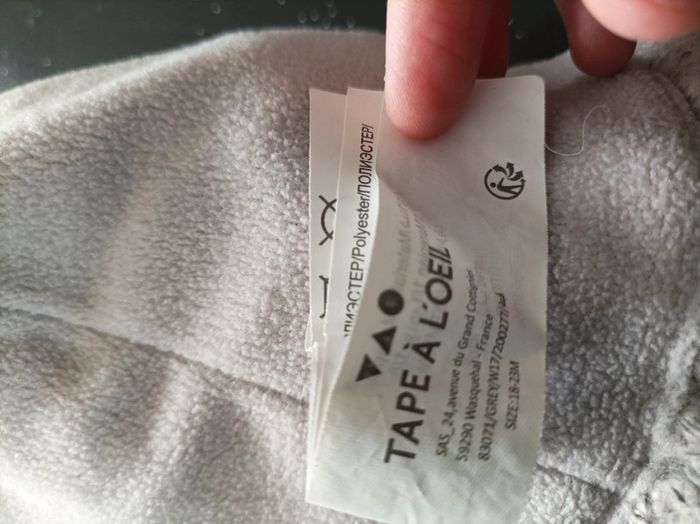 TAPE À L'OEIL
SAS_24,avenue du Grand Cottignies
59290 Wasquehal - France
83071/GREY/W17/200277/
SIZE:18-23M
ЛИЭСТЕР/Polyester/ПОЛИЭСТЕР/